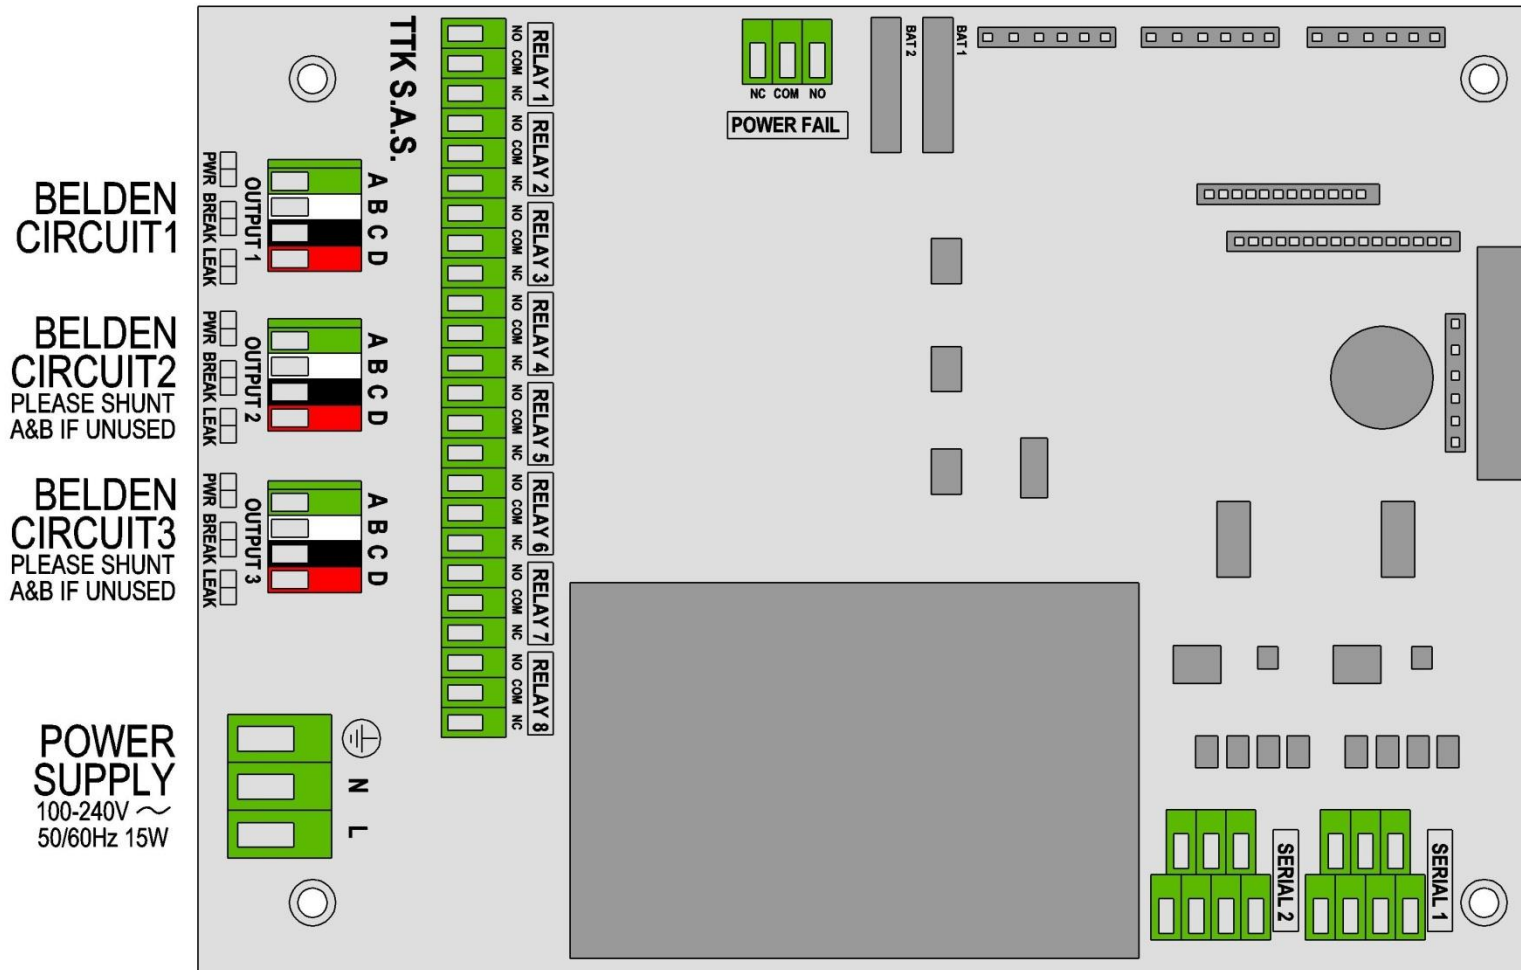 BELDEN
CIRCUIT1
BELDEN
CIRCUIT2
PLEASE SHUNT
A&B IF UNUSED
BELDEN
CIRCUIT3
PLEASE SHUNT
A&B IF UNUSED
POWER
SUPPLY
100-240V ~
50/60Hz 15W
PWR BREAK LEAK
OUTPUT 1
A
B
C
D
PWR BREAK LEAK
OUTPUT 2
A
B
C
D
PWR BREAK LEAK
OUTPUT 3
A
B
C
D
N
L
TTK S.A.S.
NO COM NC
RELAY 1
NO COM NC
RELAY 2
NO COM NC
RELAY 3
NO COM NC
RELAY 4
NO COM NC
RELAY 5
NO COM NC
RELAY 6
NO COM NC
RELAY 7
NO COM NC
RELAY 8
NC COM NO
POWER FAIL
BAT 2
BAT 1
SERIAL 2
SERIAL 1